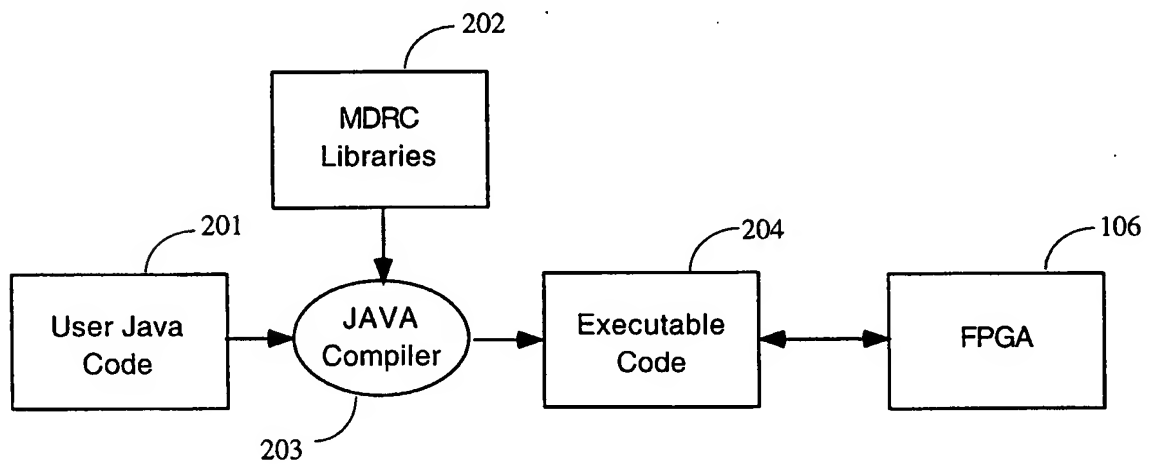 202
MDRC
Libraries
201
204
106
User Java
Code
JAVA
Compiler
Executable
Code
FPGA
203